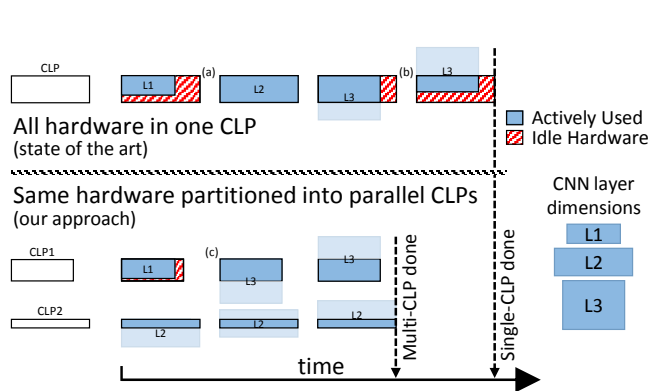 CLP
L1
(a)
L2
L3
(b)
L3
All hardware in one CLP
(state of the art)
Actively Used
Idle Hardware
Same hardware partitioned into parallel CLPs
(our approach)
CNN layer
dimensions
L1
L2
L3
CLP1
L1
(c)
L3
L3
CLP2
L2
L2
L2
Multi-CLP done
Single-CLP done
time